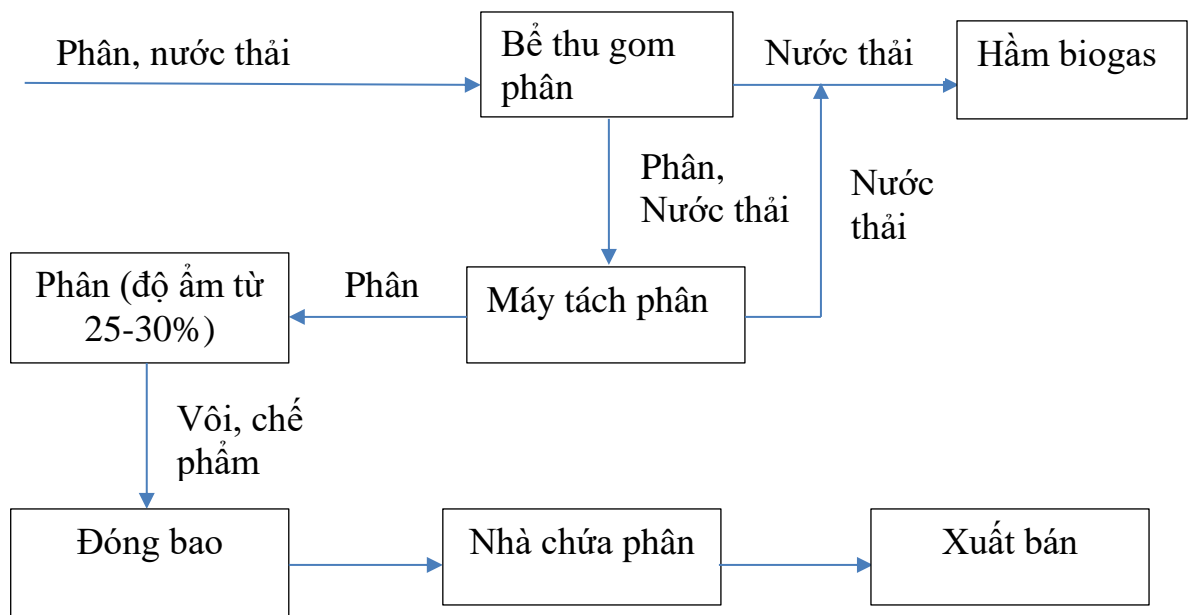 Phân, nước thải
Bể thu gom
phân
Nước thải
Hầm biogas
Phân,
Nước thải
Nước
thải
Phân (độ ẩm từ
25-30%)
Phân
Máy tách phân
Vôi, chế
phẩm
Đóng bao
Nhà chứa phân
Xuất bán